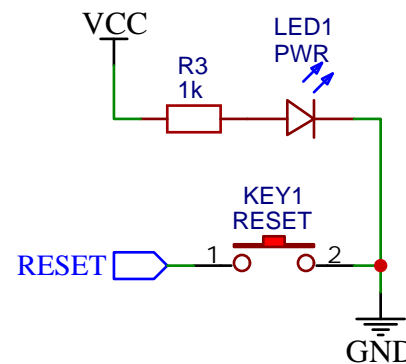 VCC
LED1
PWR
R3
1k
KEY1
RESET
RESET
1
2
GND